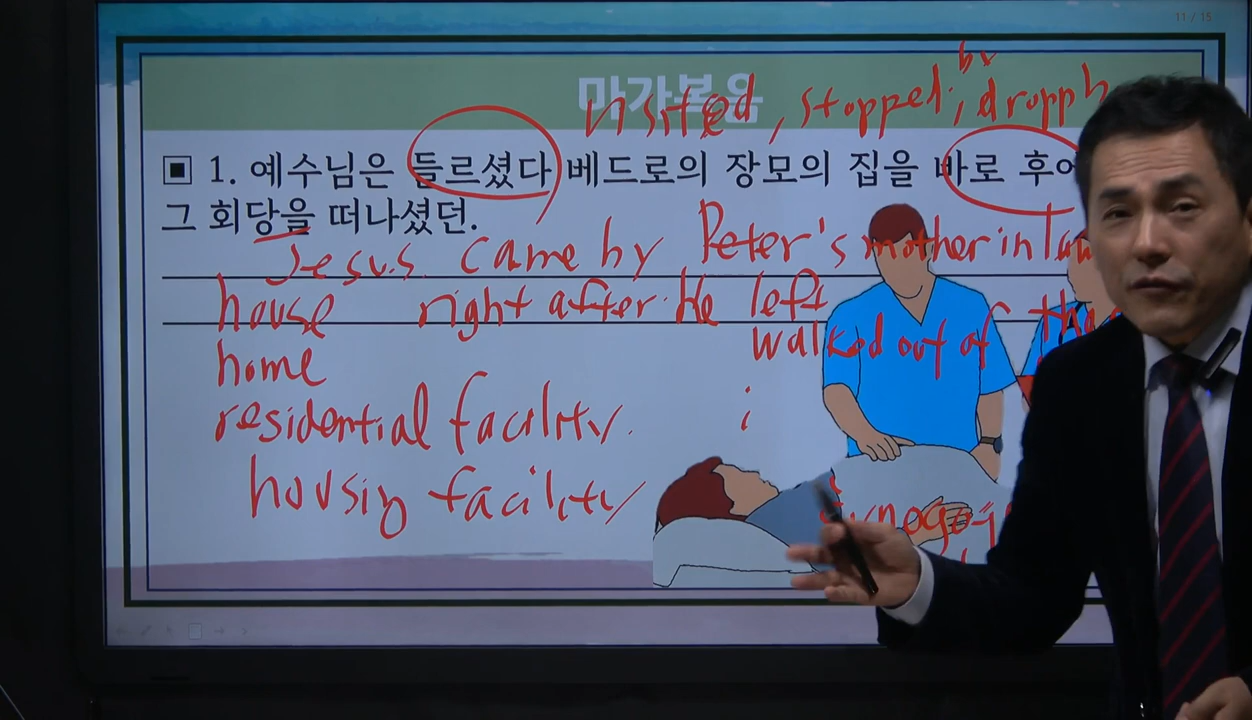 11 / 15
마가복음
visited, stopped by, dropp
▣ 1. 예수님은 들르셨다 베드로의 장모의 집을 바로 후에
그 회당을 떠나셨던.
Jesus came by Peter's mother in law
house right after He left
home walked out of the
residential facility.
housing facility
synagog